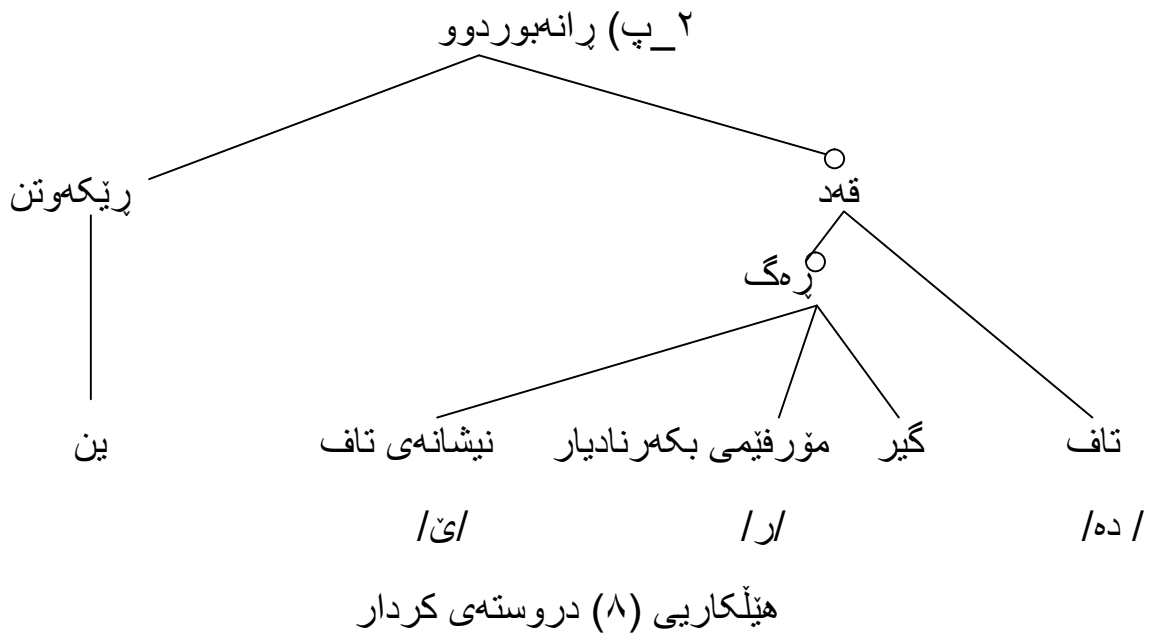 ٢_پ) ڕانەبوردوو
قەد ڕێکەوتن
ڕەگ
تاف گیر مۆرفێمی بکەرنادیار نیشانەی تاف ین
/ دە/ /ر/ /ێ/
هێڵکاریی (٨) دروستەی کردار